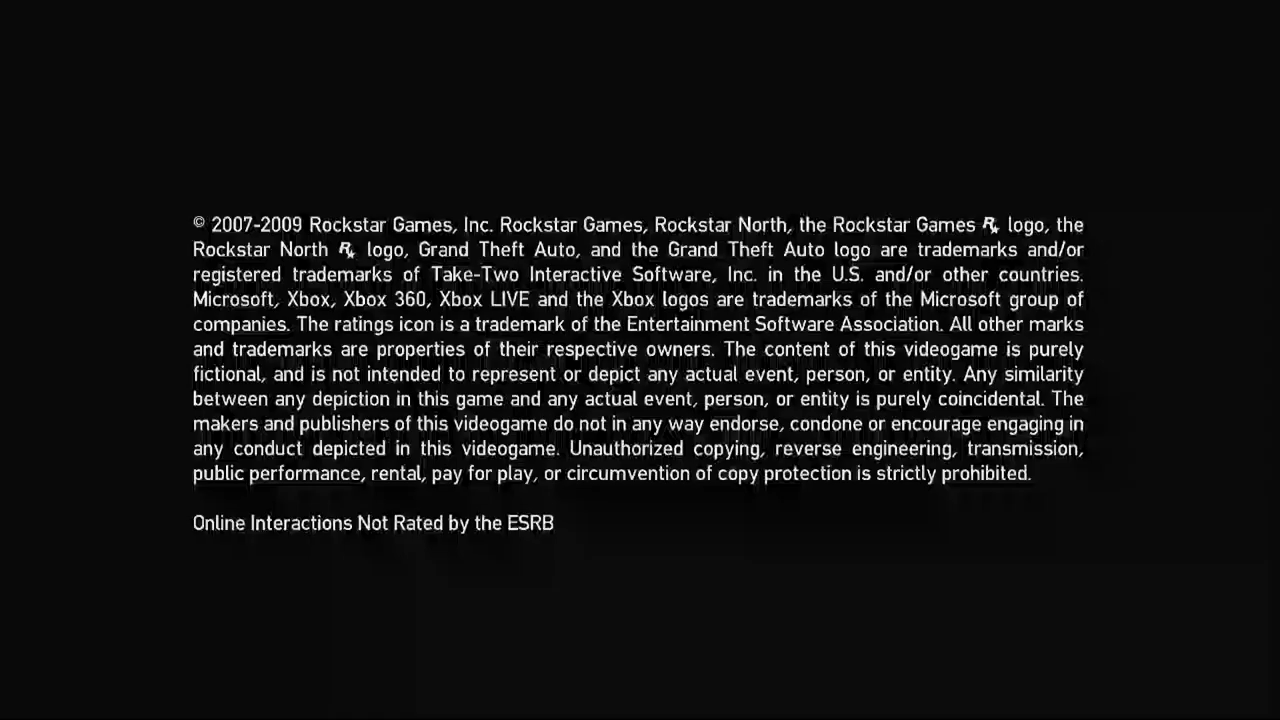 © 2007-2009 Rockstar Games, Inc. Rockstar Games, Rockstar North, the Rockstar Games R★ logo, the
Rockstar North R★ logo, Grand Theft Auto, and the Grand Theft Auto logo are trademarks and/or
registered trademarks of Take-Two Interactive Software, Inc. in the U.S. and/or other countries.
Microsoft, Xbox, Xbox 360, Xbox LIVE and the Xbox logos are trademarks of the Microsoft group of
companies. The ratings icon is a trademark of the Entertainment Software Association. All other marks
and trademarks are properties of their respective owners. The content of this videogame is purely
fictional, and is not intended to represent or depict any actual event, person, or entity. Any similarity
between any depiction in this game and any actual event, person, or entity is purely coincidental. The
makers and publishers of this videogame do not in any way endorse, condone or encourage engaging in
any conduct depicted in this videogame. Unauthorized copying, reverse engineering, transmission,
public performance, rental, pay for play, or circumvention of copy protection is strictly prohibited.
Online Interactions Not Rated by the ESRB